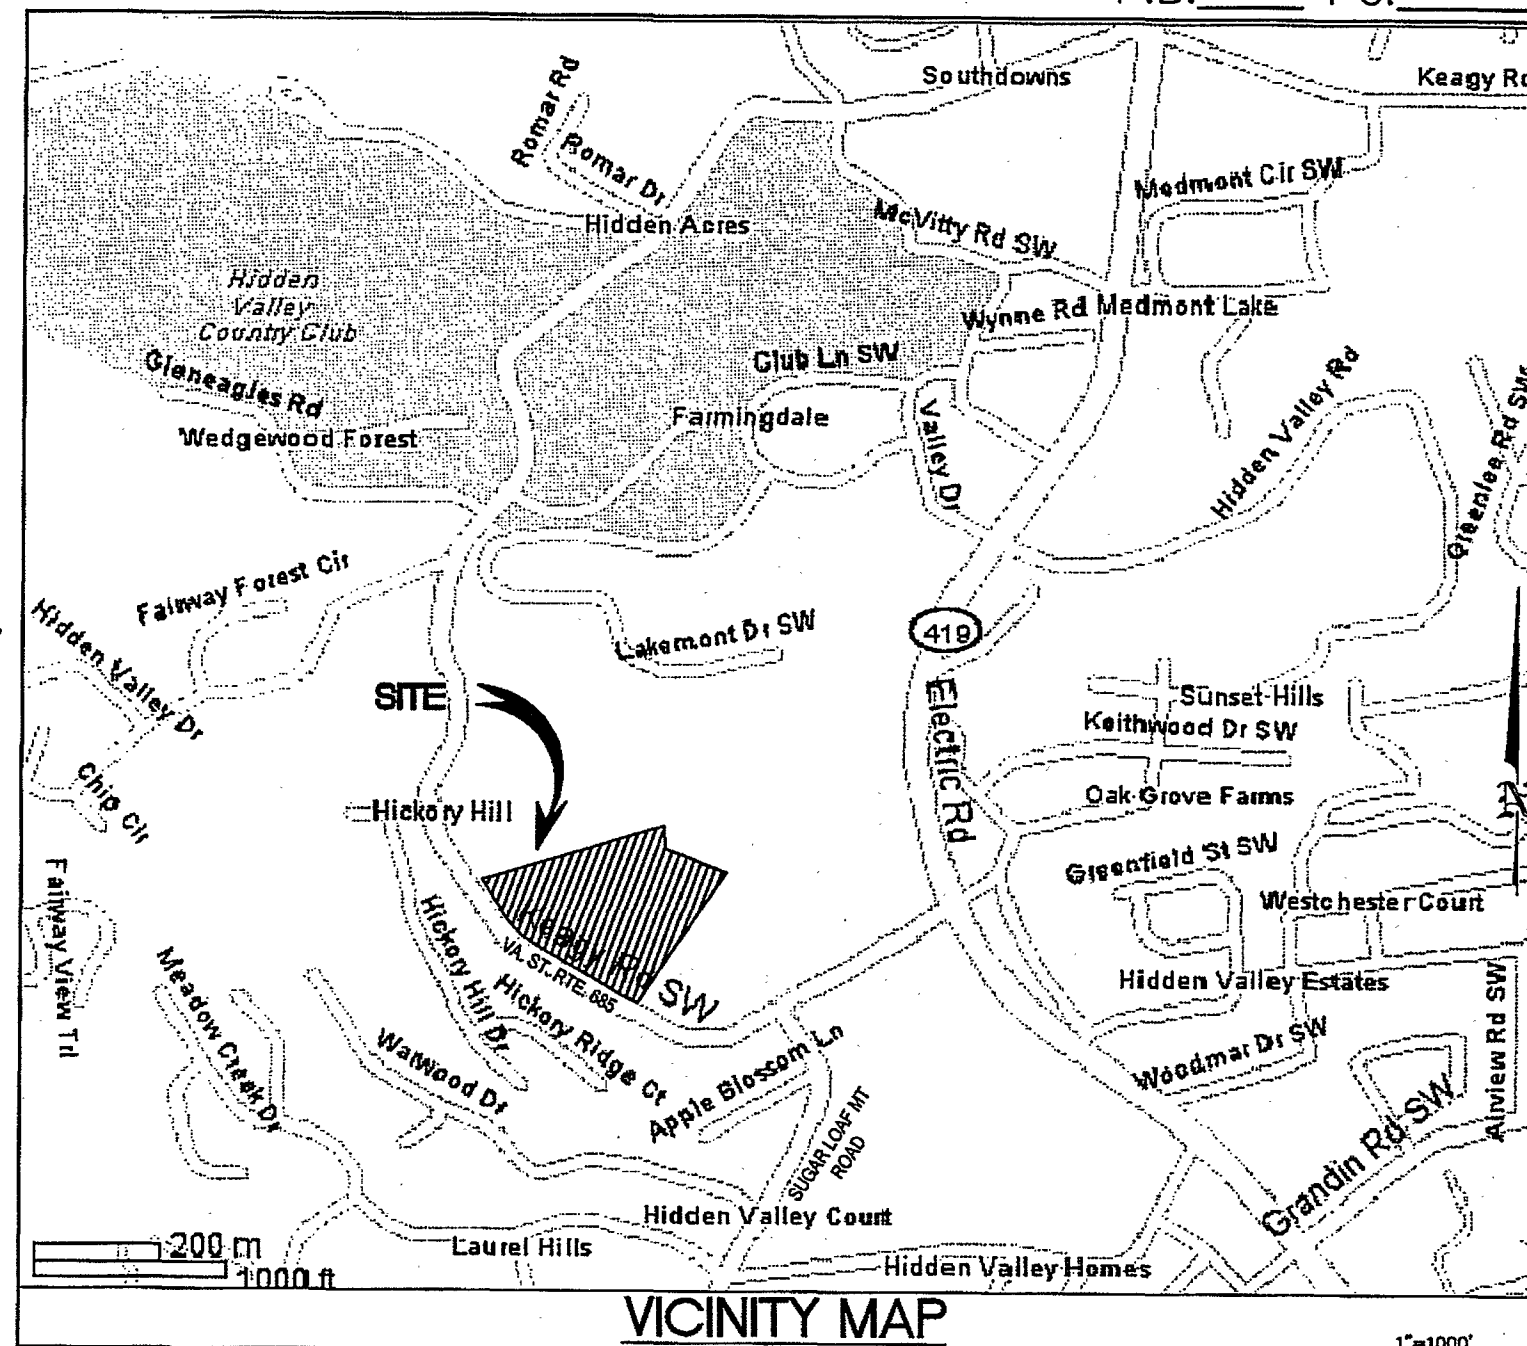 Southdowns
Keagy Rd
Romar Rd
Romar Dr
Medmont Cir SW
Hidden Acres
McVitty Rd SW
Hidden
Valley
Country Club
Wynne Rd
Medmont Lake
Gleneagles Rd
Club Ln SW
Wedgewood Forest
Farmingdale
Valley Dr
Hidden Valley Rd
Greenlee Rd SW
Fairway Forest Cir
Hidden Valley Dr
Lakemont Dr SW
419
SITE
Electric Rd
Sunset Hills
Keithwood Dr SW
Chip Cir
Hickory Hill
Oak Grove Farms
Greenfield St SW
Fairway View Trl
Westchester Court
Keagy Rd SW
VA. ST. RTE. 685
Hickory Hill Dr
Hickory Ridge Ct
Meadow Creek Dr
Hidden Valley Estates
Warwood Dr
Apple Blossom Ln
Woodmar Dr SW
Airview Rd SW
SUGAR LOAF MT
ROAD
Grandin Rd SW
Hidden Valley Court
Laurel Hills
Hidden Valley Homes
200 m
1000 ft
VICINITY MAP
1"=1000'